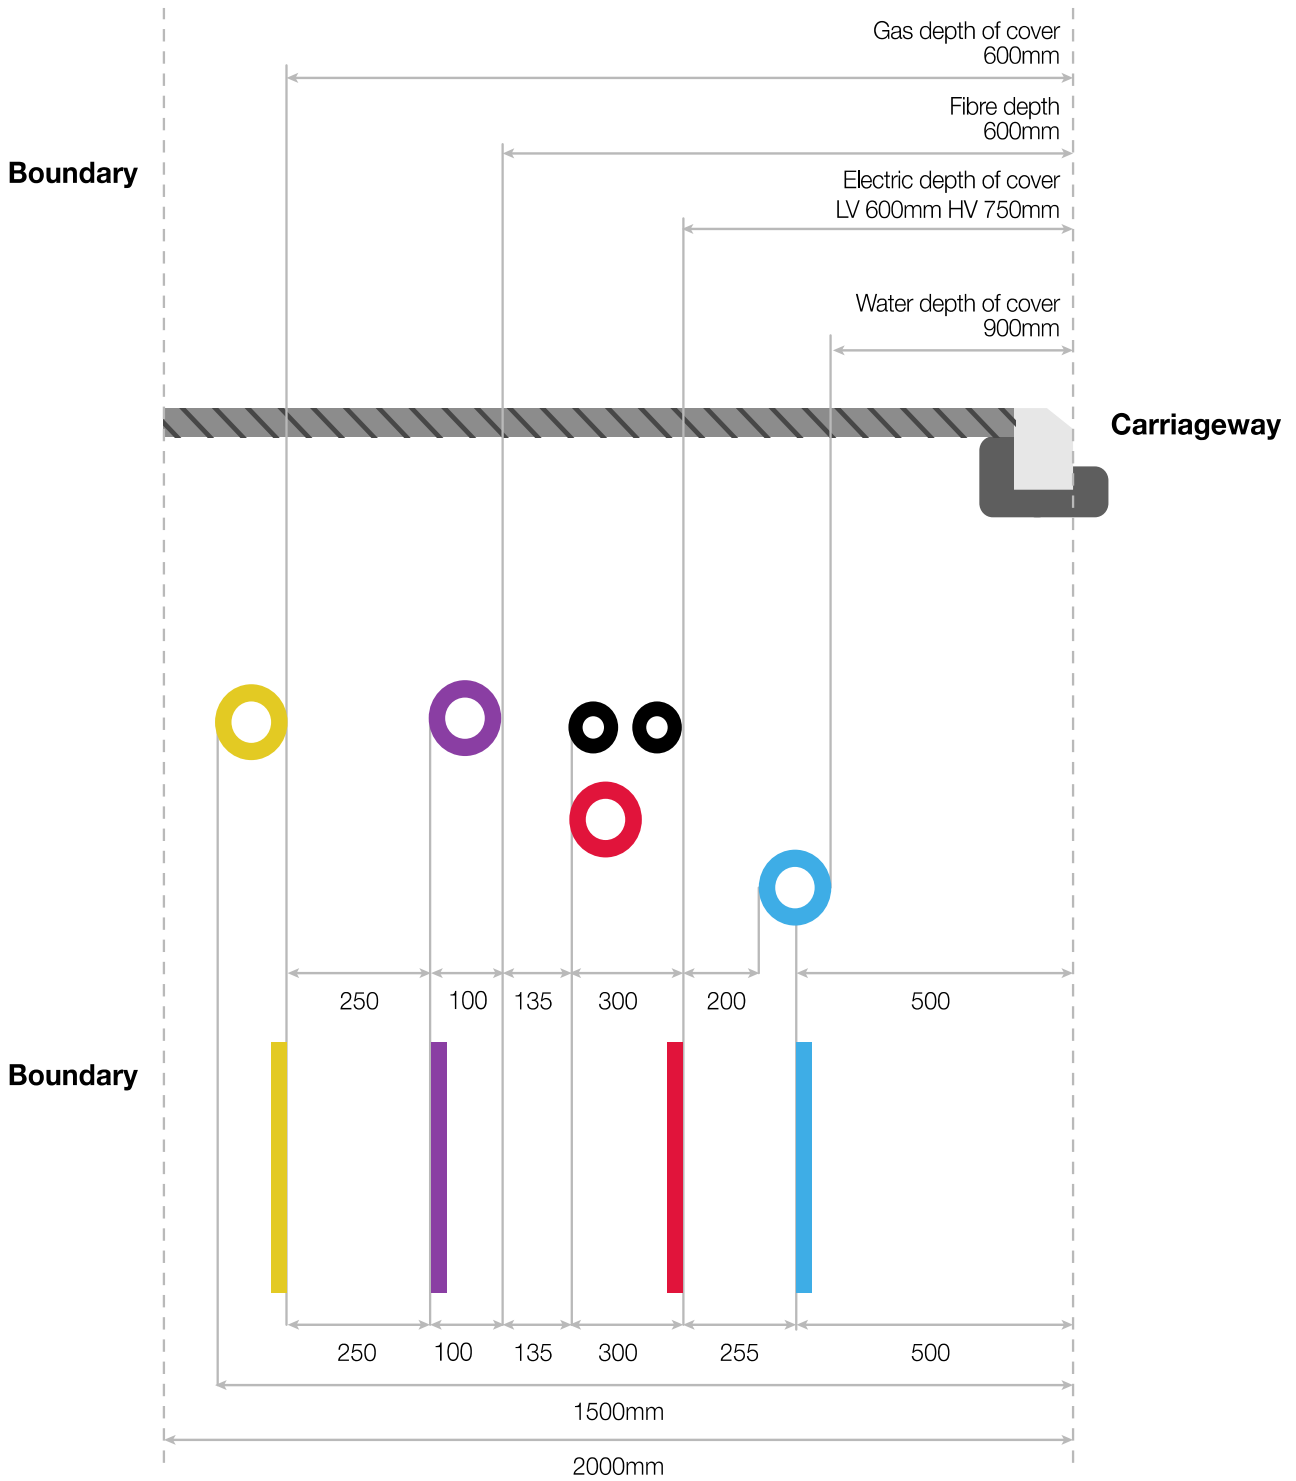 Gas depth of cover
600mm
Fibre depth
600mm
Boundary
Electric depth of cover
LV 600mm HV 750mm
Water depth of cover
900mm
Carriageway
250 100 135 300 200 500
Boundary
250 100 135 300 255 500
1500mm
2000mm